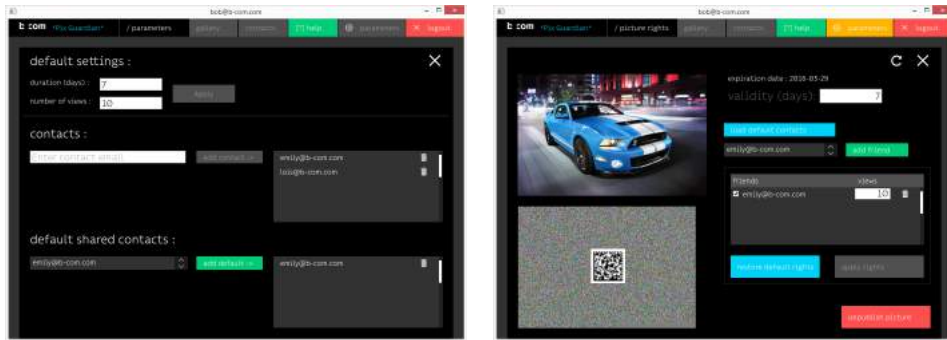 bob@b-com.com
b com *Pix-Guardian* / parameters gallery contacts [?] help parameters × logout
default settings :
duration (days) : 7
number of views : 10
Apply
contacts :
Enter contact email add contact ->
emily@b-com.com
lois@b-com.com
default shared contacts :
emily@b-com.com add default -> emily@b-com.com
bob@b-com.com
b com *Pix-Guardian* / picture rights gallery contacts [?] help parameters × logout
expiration date : 2016-03-29
validity (days): 7
load default contacts
emily@b-com.com add friend
friends views
emily@b-com.com 10
restore default rights apply rights
unpublish picture